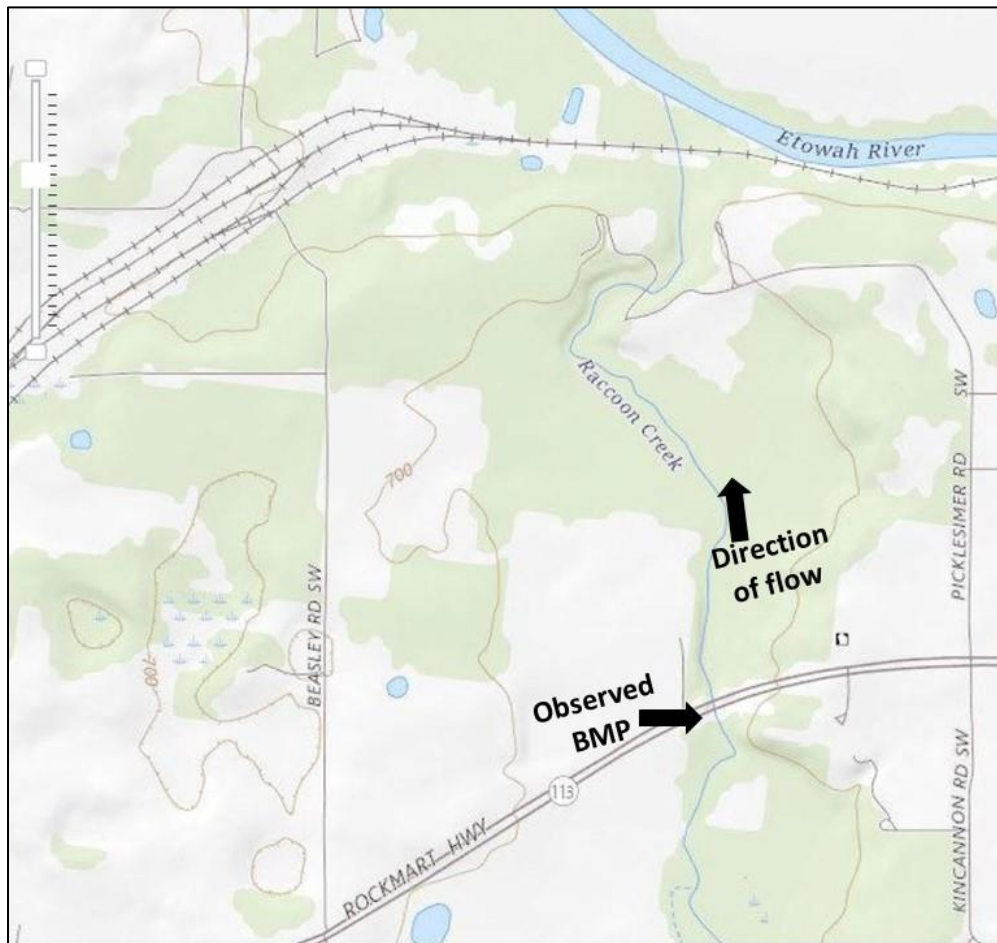 Etowah River
Raccoon Creek
SW
700
PICKLESIMER RD
Direction
of flow
BEASLEY RD SW
700
Observed
BMP
113
ROCKMART HWY
KINCANNON RD SW